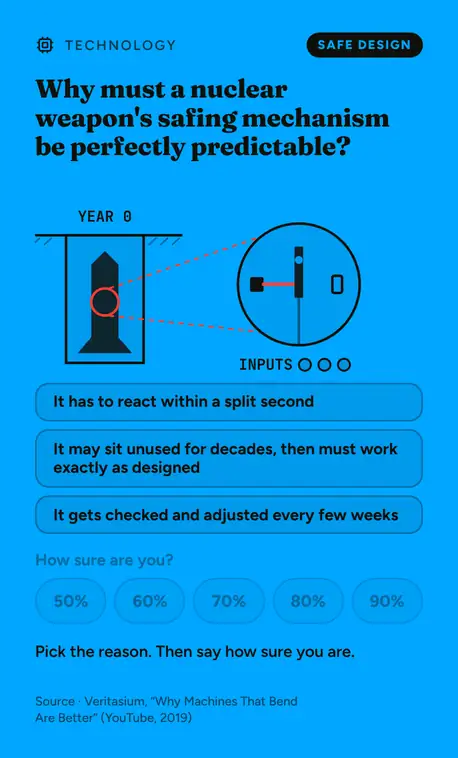 TECHNOLOGY
SAFE DESIGN
Why must a nuclear
weapon's safing mechanism
be perfectly predictable?
YEAR 0
INPUTS
It has to react within a split second
It may sit unused for decades, then must work
exactly as designed
It gets checked and adjusted every few weeks
How sure are you?
50%
60%
70%
80%
90%
Pick the reason. Then say how sure you are.
Source · Veritasium, “Why Machines That Bend
Are Better” (YouTube, 2019)